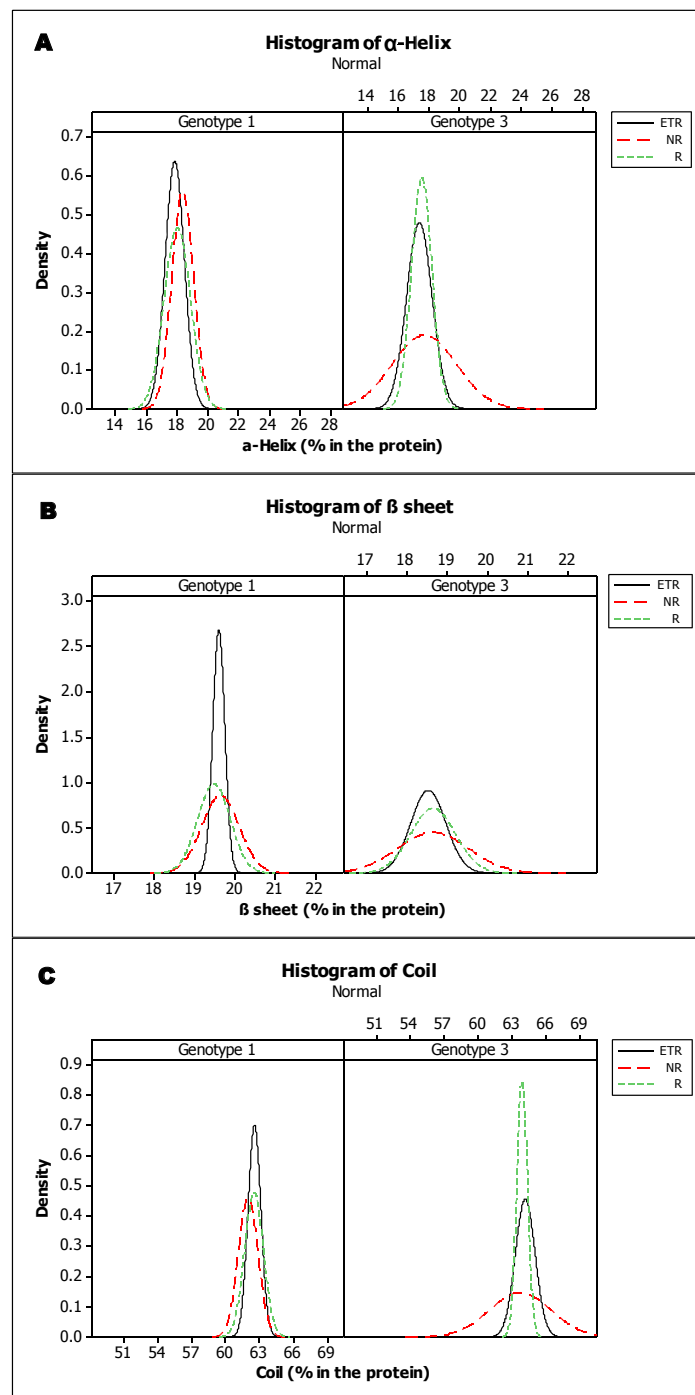 A
Histogram of α-Helix
Normal
14 16 18 20 22 24 26 28
Genotype 1 Genotype 3
ETR
NR
R
0.7
0.6
0.5
0.4
0.3
0.2
0.1
0.0
Density
14 16 18 20 22 24 26 28
a-Helix (% in the protein)
B
Histogram of ß sheet
Normal
17 18 19 20 21 22
Genotype 1 Genotype 3
ETR
NR
R
3.0
2.5
2.0
1.5
1.0
0.5
0.0
Density
17 18 19 20 21 22
ß sheet (% in the protein)
C
Histogram of Coil
Normal
51 54 57 60 63 66 69
Genotype 1 Genotype 3
ETR
NR
R
0.9
0.8
0.7
0.6
0.5
0.4
0.3
0.2
0.1
0.0
Density
51 54 57 60 63 66 69
Coil (% in the protein)